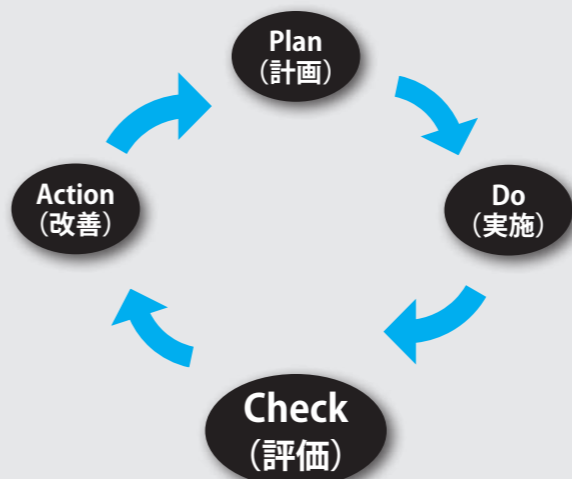 Plan
（計画）
Do
（実施）
Check
（評価）
Action
（改善）